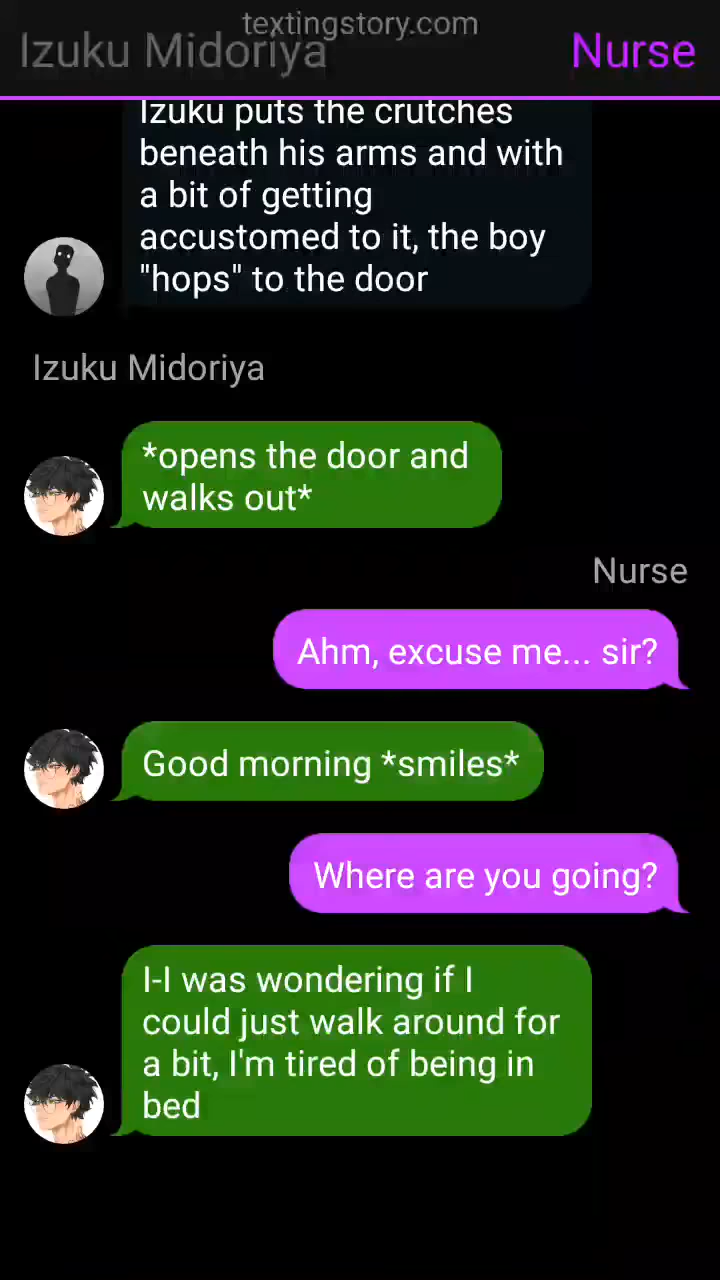 textingstory.com
Izuku Midoriya
Nurse
Izuku puts the crutches
beneath his arms and with
a bit of getting
accustomed to it, the boy
"hops" to the door
Izuku Midoriya
*opens the door and
walks out*
Nurse
Ahm, excuse me... sir?
Good morning *smiles*
Where are you going?
I-I was wondering if I
could just walk around for
a bit, I'm tired of being in
bed